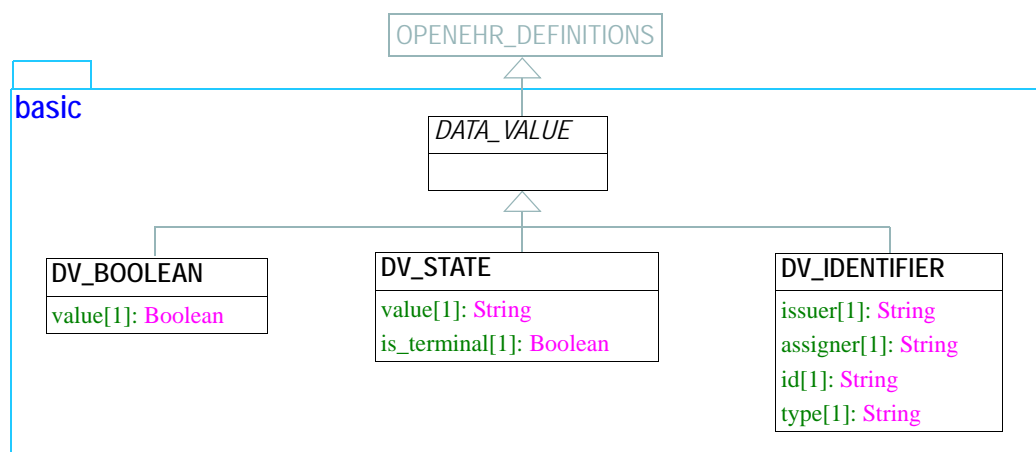 OPENEHR_DEFINITIONS
basic
DATA_VALUE
DV_BOOLEAN
value[1]: Boolean
DV_STATE
value[1]: String
is_terminal[1]: Boolean
DV_IDENTIFIER
issuer[1]: String
assigner[1]: String
id[1]: String
type[1]: String